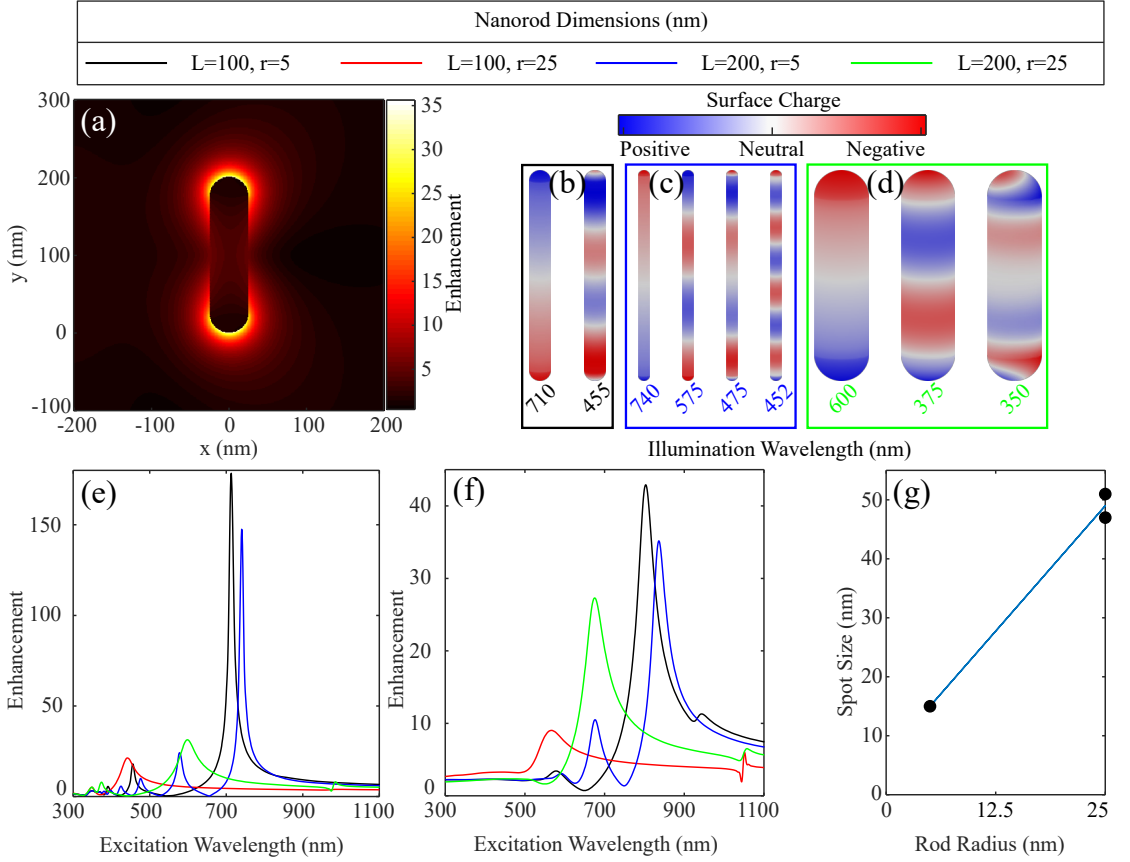 Nanorod Dimensions (nm)
L=100, r=5 L=100, r=25 L=200, r=5 L=200, r=25
(a)
300
200
100
0
-100
y (nm)
-200 -100 0 100 200
x (nm)
35
30
25
20
15
10
5
Enhancement
Surface Charge
Positive Neutral Negative
(b) (c) (d)
710 455 740 575 475 452 600 375 350
Illumination Wavelength (nm)
(e)
150
100
50
0
Enhancement
300 500 700 900 1100
Excitation Wavelength (nm)
(f)
40
30
20
10
0
Enhancement
300 500 700 900 1100
Excitation Wavelength (nm)
(g)
50
40
30
20
10
0
Spot Size (nm)
0 12.5 25
Rod Radius (nm)